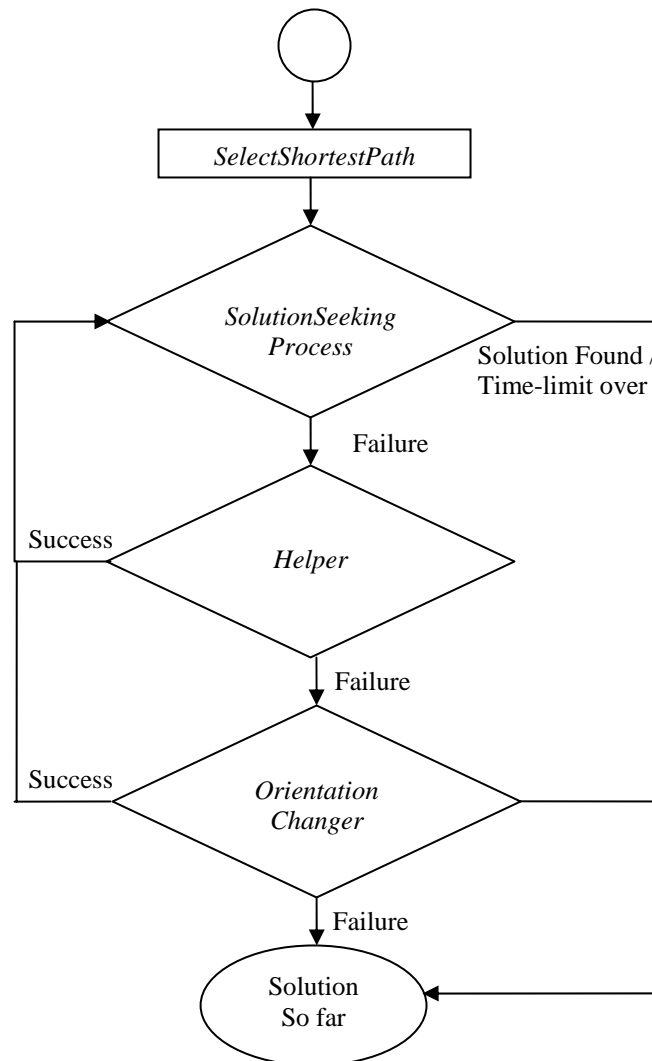 SelectShortestPath
SolutionSeeking
Process
Solution Found /
Time-limit over
Failure
Success
Helper
Failure
Success
Orientation
Changer
Failure
Solution
So far